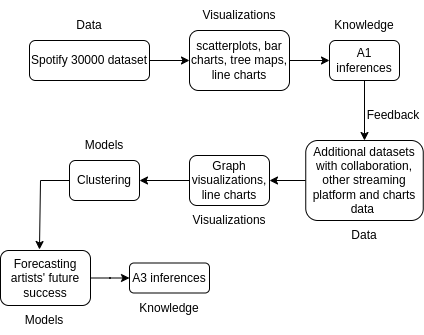 Data
Visualizations
Knowledge
Spotify 30000 dataset
scatterplots, bar
charts, tree maps,
line charts
A1
inferences
Feedback
Additional datasets
with collaboration,
other streaming
platform and charts
data
Data
Graph
visualizations,
line charts
Visualizations
Models
Clustering
Forecasting
artists' future
success
Models
A3 inferences
Knowledge